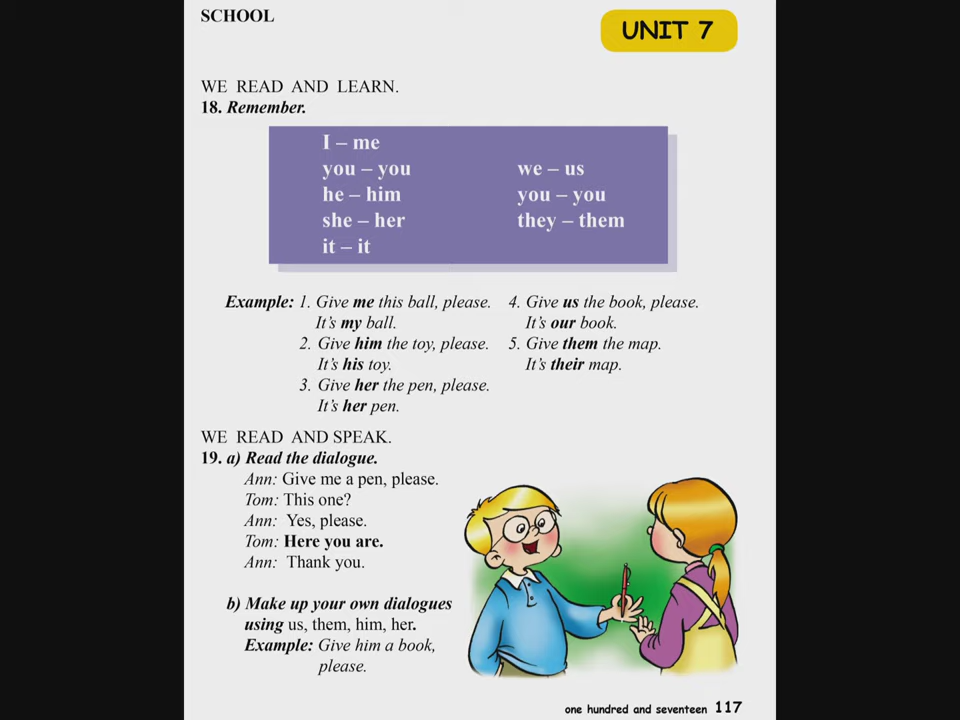 SCHOOL
UNIT 7
WE READ AND LEARN.
18. Remember.
I – me
you – you
he – him
she – her
it – it
we – us
you – you
they – them
Example: 1. Give me this ball, please.
It's my ball.
2. Give him the toy, please.
It's his toy.
3. Give her the pen, please.
It's her pen.
4. Give us the book, please.
It's our book.
5. Give them the map.
It's their map.
WE READ AND SPEAK.
19. a) Read the dialogue.
Ann: Give me a pen, please.
Tom: This one?
Ann: Yes, please.
Tom: Here you are.
Ann: Thank you.
b) Make up your own dialogues
using us, them, him, her.
Example: Give him a book,
please.
one hundred and seventeen 117